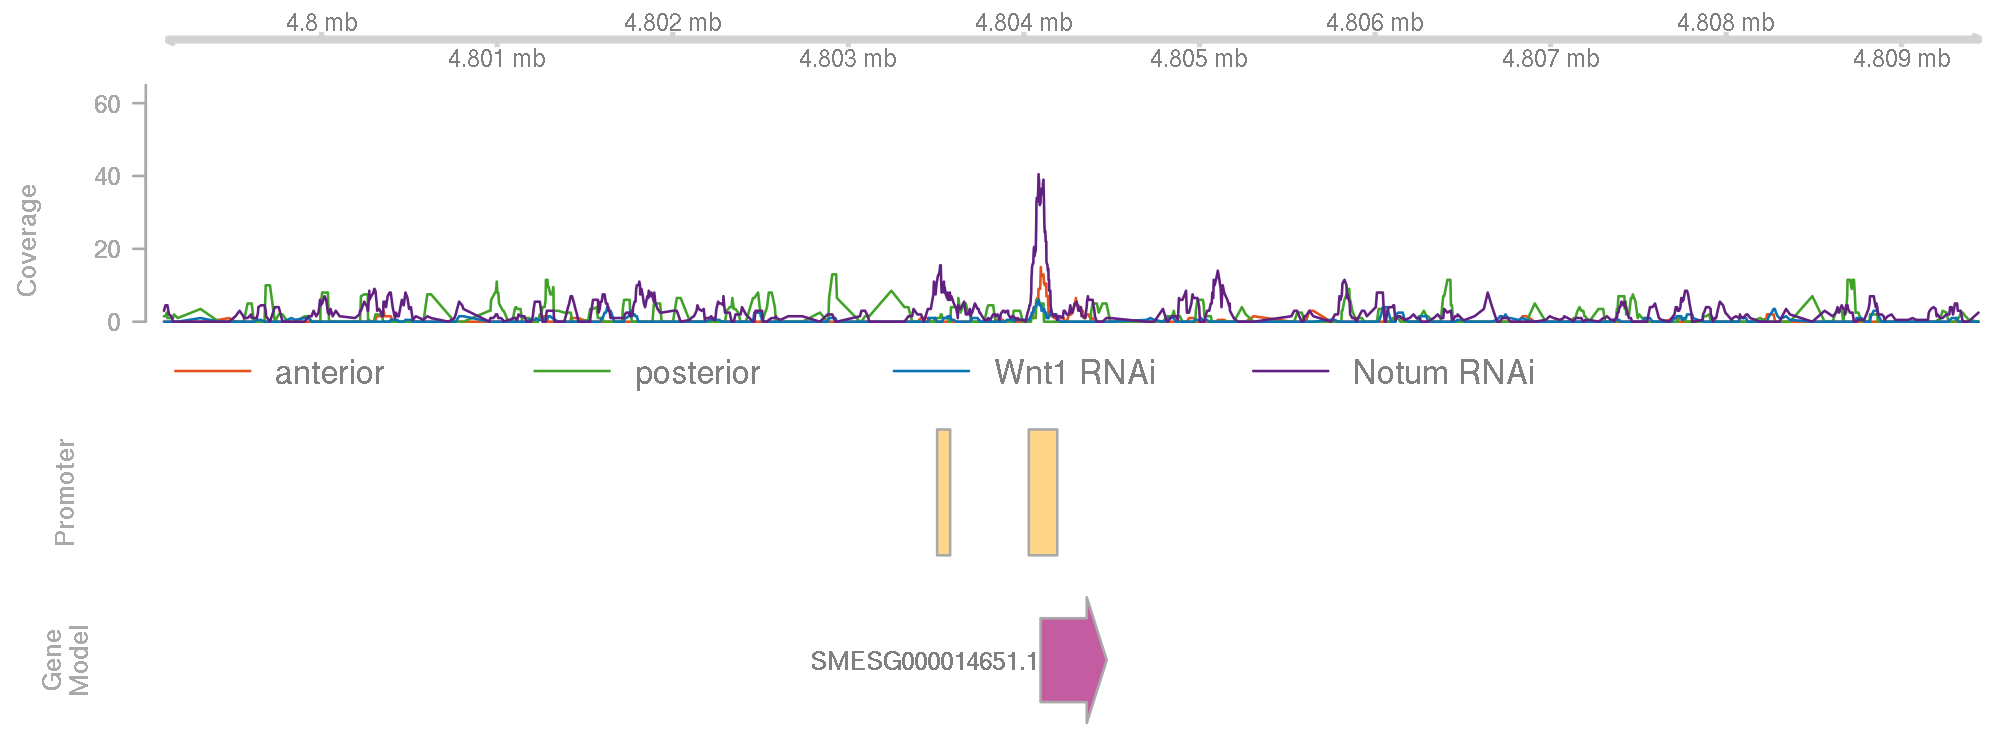 4.8 mb 4.802 mb 4.804 mb 4.806 mb 4.808 mb
4.801 mb 4.803 mb 4.805 mb 4.807 mb 4.809 mb
60
40
20
0
Coverage
anterior posterior Wnt1 RNAi Notum RNAi
Promoter
Gene
Model
SMESG000014651.1